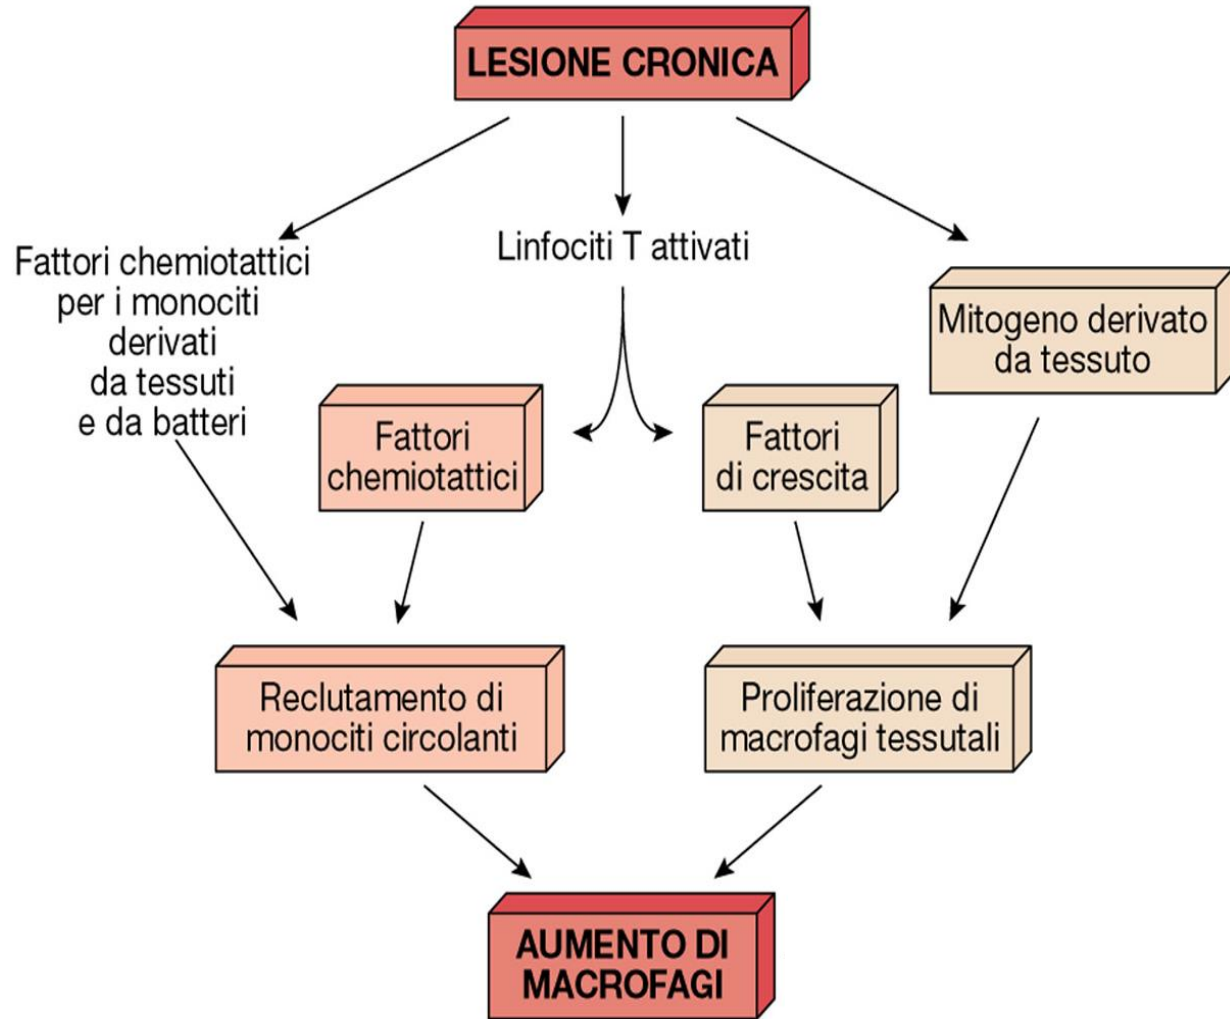 LESIONE CRONICA
Fattori chemiotattici
per i monociti
derivati
da tessuti
e da batteri
Linfociti T attivati
Mitogeno derivato
da tessuto
Fattori
chemiotattici
Fattori
di crescita
Reclutamento di
monociti circolanti
Proliferazione di
macrofagi tessutali
AUMENTO DI
MACROFAGI